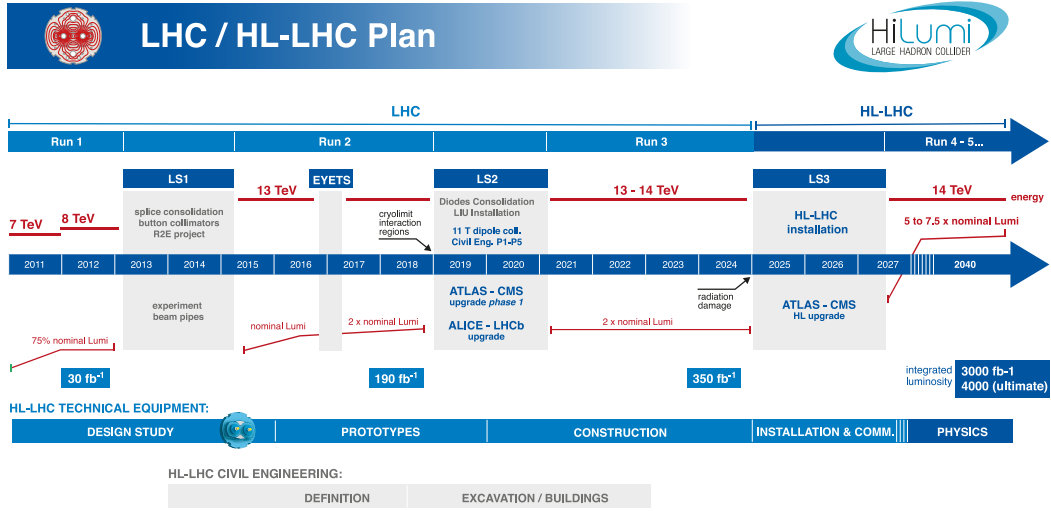 LHC / HL-LHC Plan
HiLumi
LARGE HADRON COLLIDER
LHC
HL-LHC
Run 1
Run 2
Run 3
Run 4 - 5...
LS1
EYETS
LS2
LS3
13 TeV
13 - 14 TeV
14 TeV
energy
7 TeV
8 TeV
splice consolidation
button collimators
R2E project
cryolimit
interaction
regions
Diodes Consolidation
LIU Installation
11 T dipole coll.
Civil Eng. P1-P5
HL-LHC
installation
5 to 7.5 x nominal Lumi
2011 2012 2013 2014 2015 2016 2017 2018 2019 2020 2021 2022 2023 2024 2025 2026 2027 2040
experiment
beam pipes
ATLAS - CMS
upgrade phase 1
ALICE - LHCb
upgrade
radiation
damage
ATLAS - CMS
HL upgrade
75% nominal Lumi
nominal Lumi
2 x nominal Lumi
2 x nominal Lumi
30 fb-1
190 fb-1
350 fb-1
integrated
luminosity
3000 fb-1
4000 (ultimate)
HL-LHC TECHNICAL EQUIPMENT:
DESIGN STUDY
PROTOTYPES
CONSTRUCTION
INSTALLATION & COMM.
PHYSICS
HL-LHC CIVIL ENGINEERING:
DEFINITION
EXCAVATION / BUILDINGS